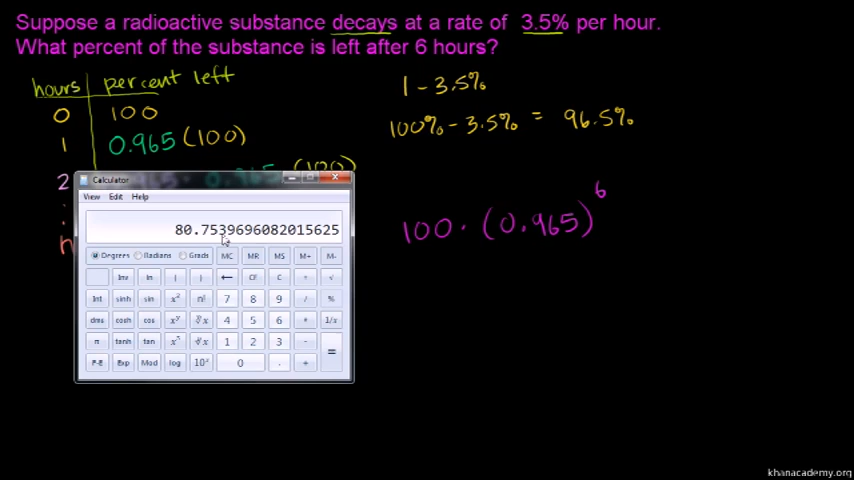 Suppose a radioactive substance decays at a rate of 3.5% per hour.
What percent of the substance is left after 6 hours?
hours percent left
0 100
1 0.965 (100)
2 (100)
1 - 3.5%
100% - 3.5% = 96.5%
100 · (0.965)^6
Calculator
View Edit Help
80.7539696082015625
Degrees Radians Grads MC MR MS M+ M-
Inv ln ( ) ← CE C
Int sinh sin x² n! 7 8 9 / %
dms cosh cos 4 5 6 * 1/x
π tanh tan x³ 1 2 3 - =
F-E Exp Mod log 10ˣ 0 . +
khanacademy.org